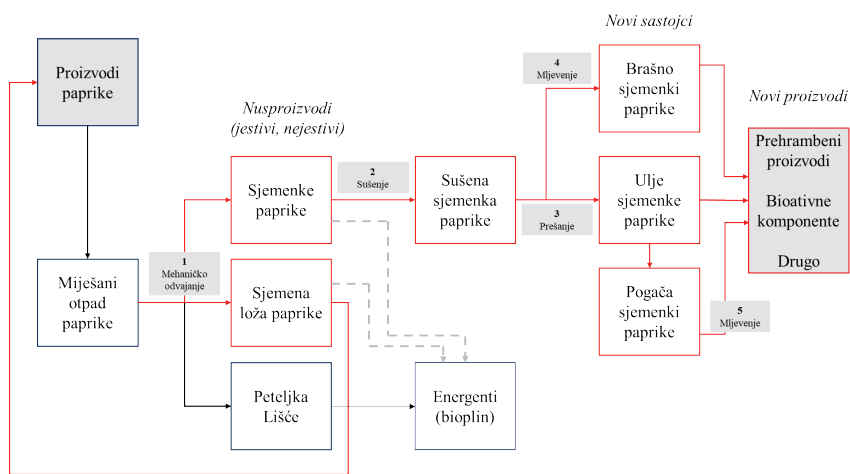 Novi sastojci
4
Mljevenje
Brašno
sjemenki
paprike
Proizvodi
paprike
Novi proizvodi
Nusproizvodi
(jestivi, nejestivi)
Prehrambeni
proizvodi
Bioativne
komponente
Drugo
Sjemenke
paprike
2
Sušenje
Sušena
sjemenka
paprike
3
Prešanje
Ulje
sjemenke
paprike
1
Mehaničko
odvajanje
Miješani
otpad
paprike
Sjemena
loža paprike
Pogača
sjemenki
paprike
5
Mljevenje
Peteljka
Lišće
Energenti
(bioplin)